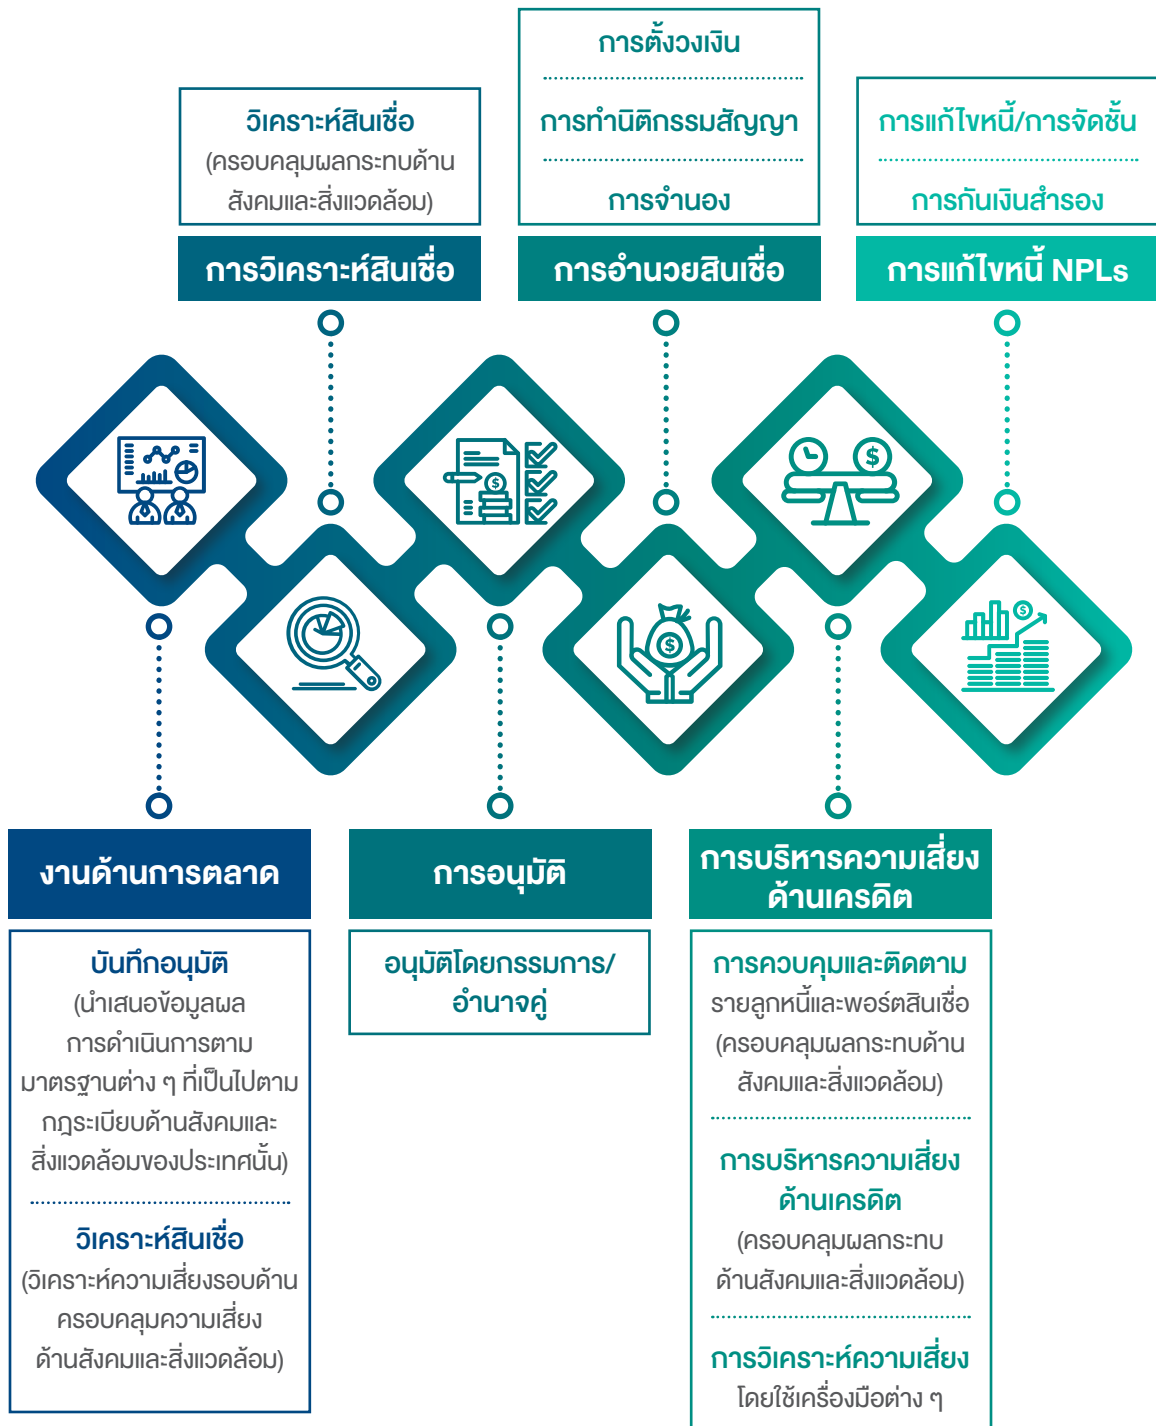 วิเคราะห์สินเชื่อ
(ครอบคลุมผลกระทบด้าน
สังคมและสิ่งแวดล้อม)
การวิเคราะห์สินเชื่อ
การตั้งวงเงิน
การทำนิติกรรมสัญญา
การจำนอง
การอำนวยสินเชื่อ
การแก้ไขหนี้/การจัดชั้น
การกันเงินสำรอง
การแก้ไขหนี้ NPLs
$
$
$
$
งานด้านการตลาด
บันทึกอนุมัติ
(นำเสนอข้อมูลผล
การดำเนินการตาม
มาตรฐานต่าง ๆ ที่เป็นไปตาม
กฎระเบียบด้านสังคมและ
สิ่งแวดล้อมของประเทศนั้น)
วิเคราะห์สินเชื่อ
(วิเคราะห์ความเสี่ยงรอบด้าน
ครอบคลุมความเสี่ยง
ด้านสังคมและสิ่งแวดล้อม)
การอนุมัติ
อนุมัติโดยกรรมการ/
อำนาจคู่
การบริหารความเสี่ยง
ด้านเครดิต
การควบคุมและติดตาม
รายลูกหนี้และพอร์ตสินเชื่อ
(ครอบคลุมผลกระทบด้าน
สังคมและสิ่งแวดล้อม)
การบริหารความเสี่ยง
ด้านเครดิต
(ครอบคลุมผลกระทบ
ด้านสังคมและสิ่งแวดล้อม)
การวิเคราะห์ความเสี่ยง
โดยใช้เครื่องมือต่าง ๆ